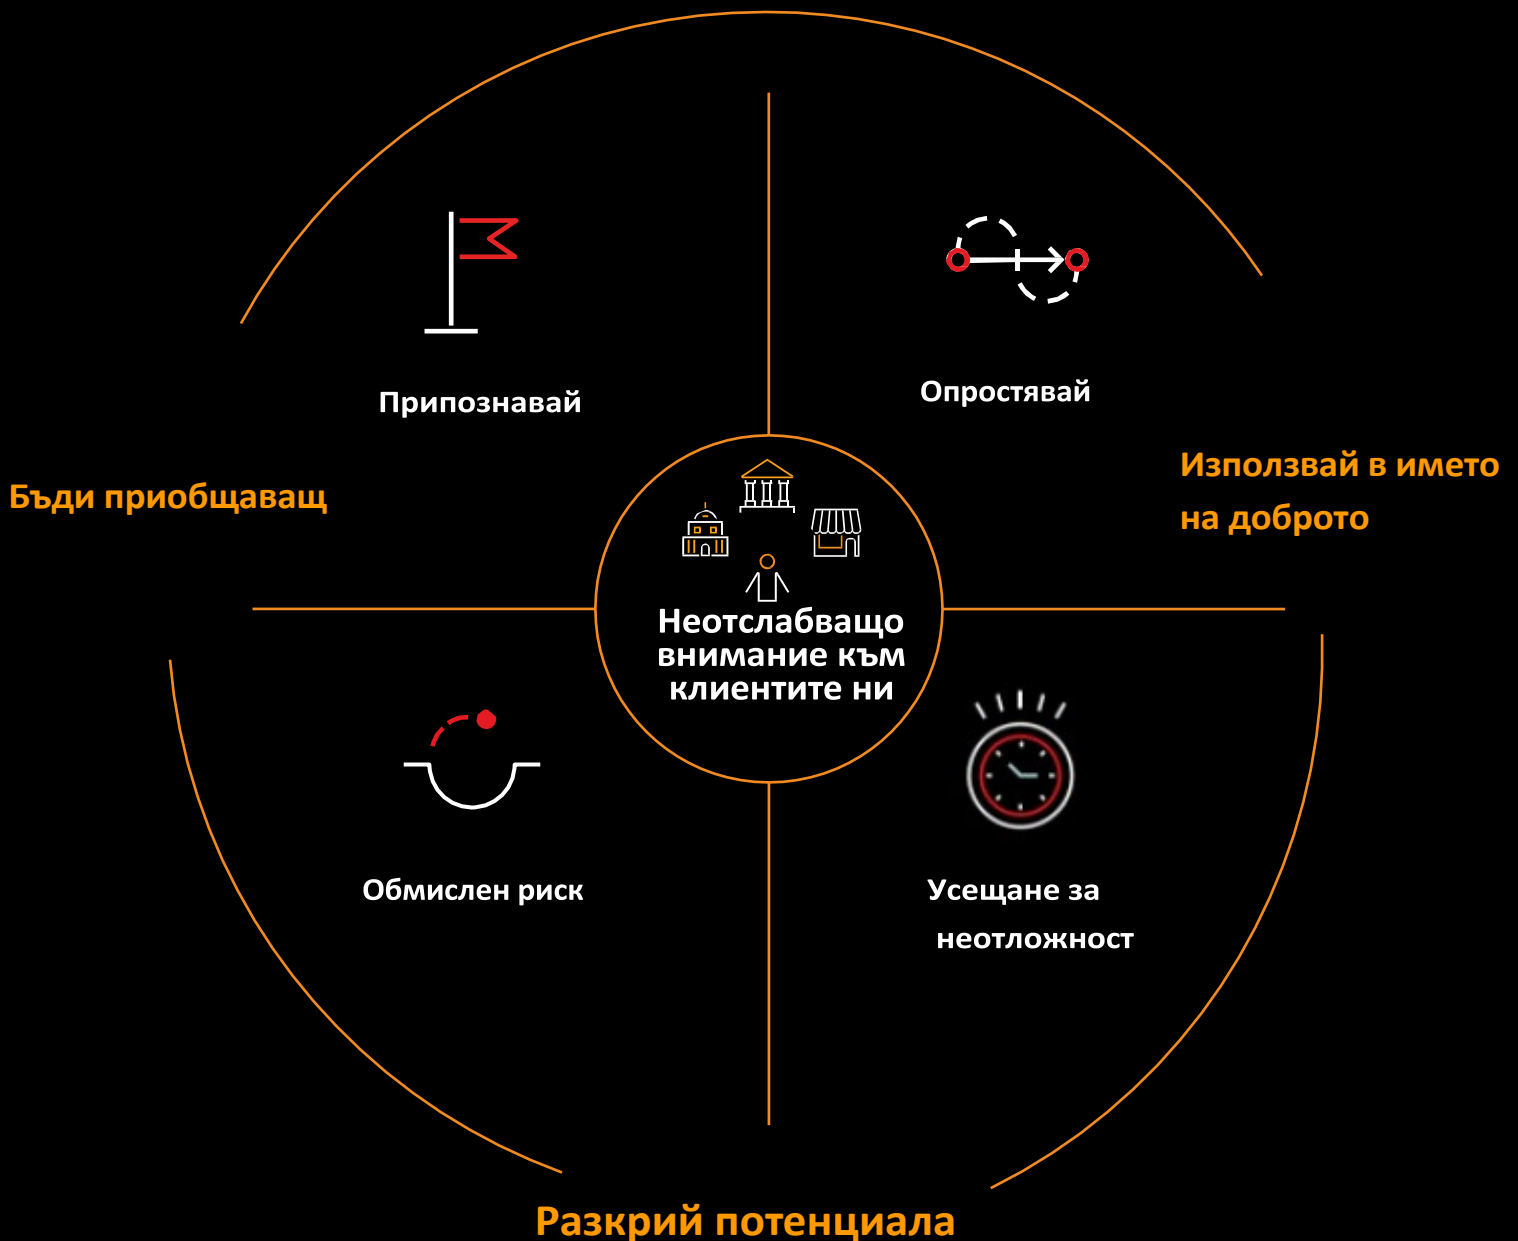 Припознавай
Опростявай
Бъди приобщаващ
Използвай в името
на доброто
Неотслабващо
внимание към
клиентите ни
Обмислен риск
Усещане за
неотложност
Разкрий потенциала